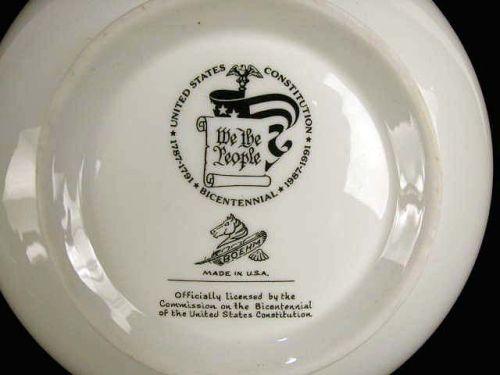 ★ UNITED STATES CONSTITUTION ★
1787·1791 BICENTENNIAL 1987·1991
We the
People
BOEHM
MADE IN U.S.A.
Officially licensed by the
Commission on the Bicentennial
of the United States Constitution